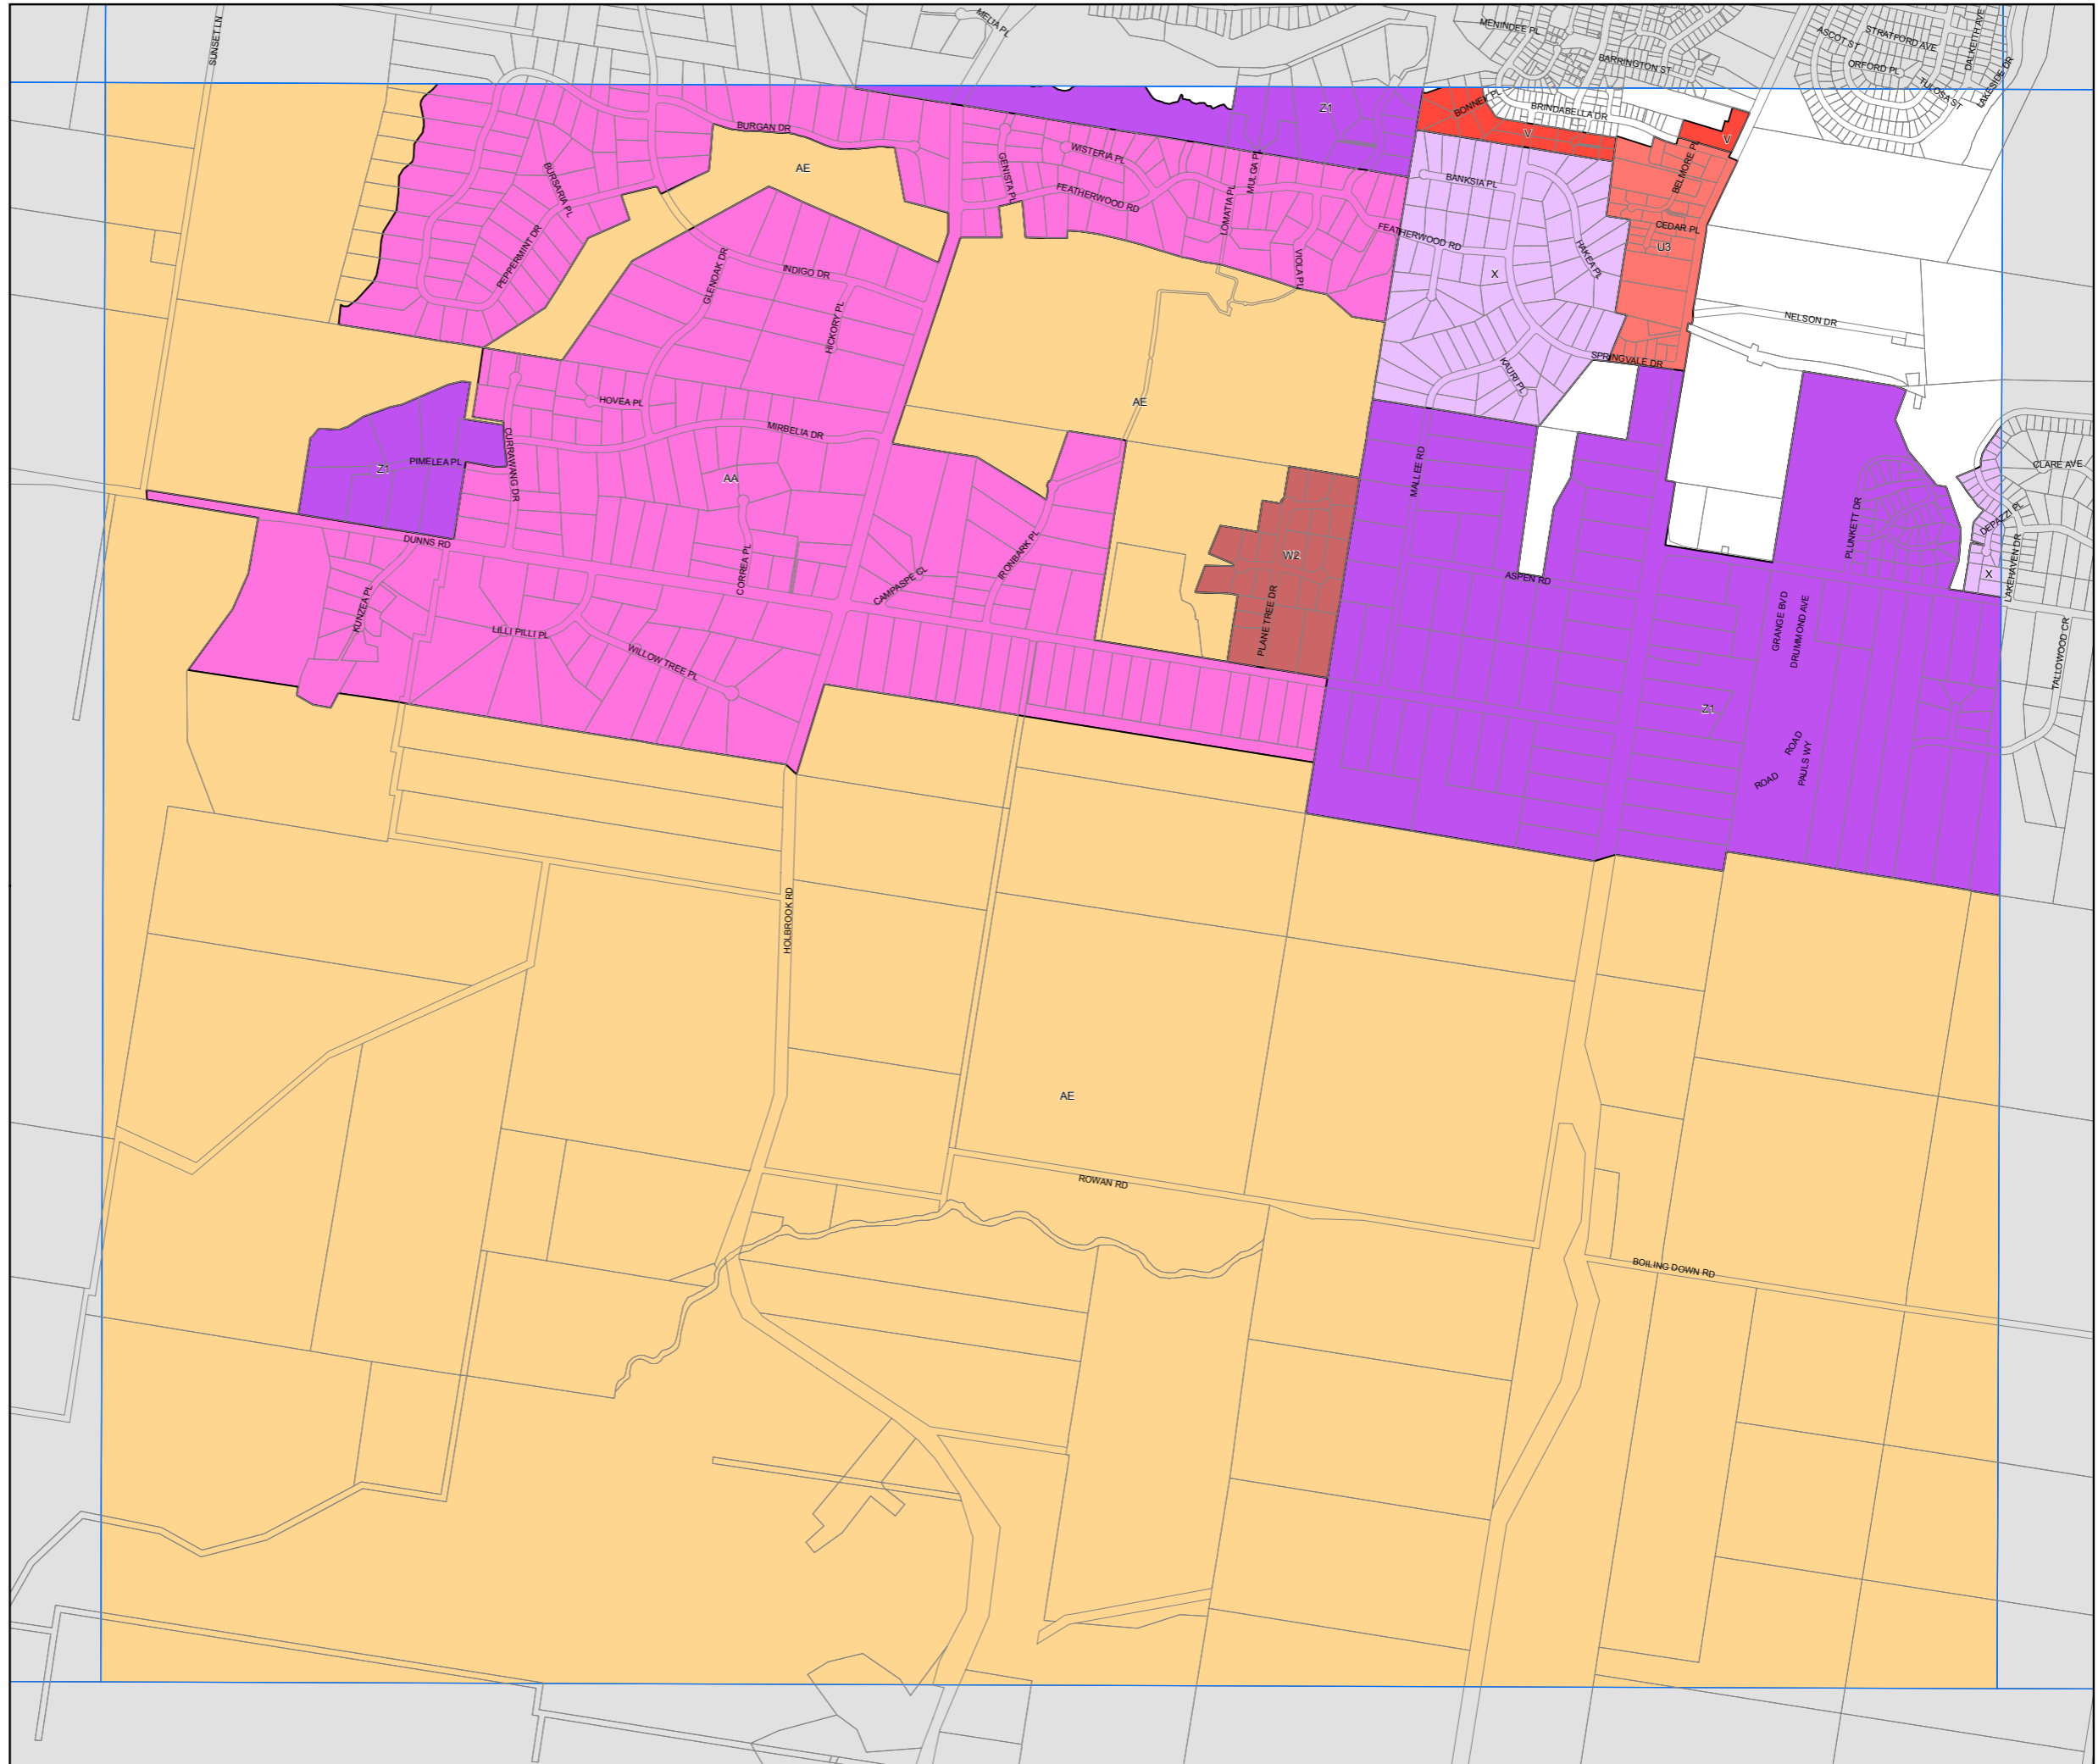 SUNSET LN
MELIA PL
MENINDEE PL
BARRINGTON ST
ASCOT ST
STRATFORD AVE
DALKEITH AVE
ORFORD PL
TULOSA ST
LAKESIDE DR
BURGAN DR
AE
Z1
BONNEY PL
BRINDABELLA DR
V
V
BURSARIA PL
GENISTA PL
WISTERIA PL
MULGA PL
FEATHERWOOD RD
LOMATIA PL
BANKSIA PL
BELMORE PL
CEDAR PL
U3
PEPPERMINT DR
GLENOAK DR
INDIGO DR
HICKORY PL
VIOLA PL
FEATHERWOOD RD
X
HAKEA PL
NELSON DR
SPRINGVALE DR
KAURI PL
HOVEA PL
MIRBELIA DR
AE
CURRAWANG DR
PIMELEA PL
Z1
AA
MALLEE RD
CLARE AVE
DEPAZZI PL
PLUNKETT DR
LAKEHAVEN DR
X
DUNNS RD
CORREA PL
CAMPASPE CL
IRONBARK PL
W2
PLANE TREE DR
ASPEN RD
KUNZEA PL
LILLI PILLI PL
WILLOW TREE PL
GRANGE BVD
DRUMMOND AVE
TALLOWOOD CR
Z1
ROAD
ROAD
PAULS WY
HOLBROOK RD
AE
ROWAN RD
BOILING DOWN RD